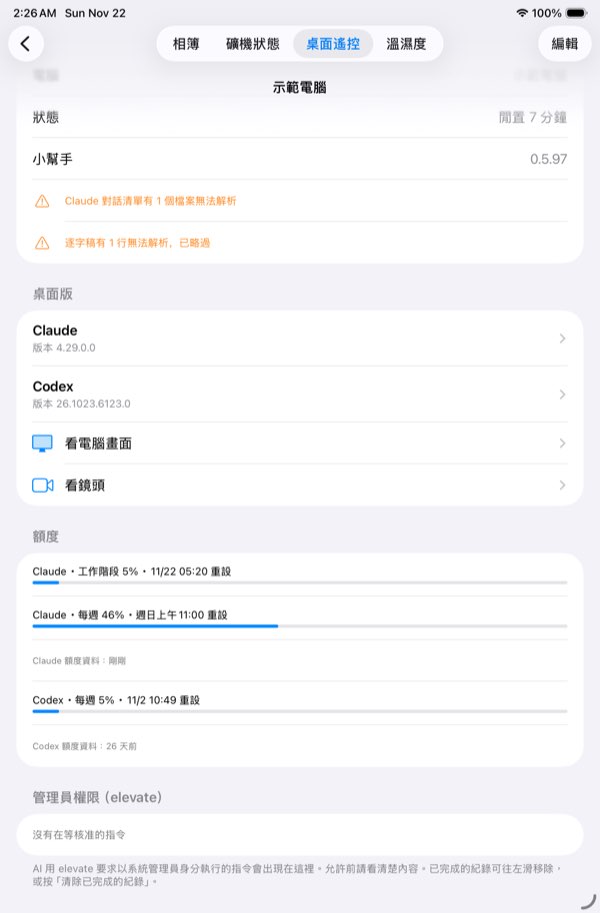 2:26 AM Sun Nov 22
100%
相簿
礦機狀態
桌面遙控
溫濕度
編輯
電腦 示範電腦
示範電腦
狀態 閒置 7 分鐘
小幫手 0.5.97
Claude 對話清單有 1 個檔案無法解析
逐字稿有 1 行無法解析，已略過
桌面版
Claude
版本 4.29.0.0
Codex
版本 26.1023.6123.0
看電腦畫面
看鏡頭
額度
Claude・工作階段 5%・11/22 05:20 重設
Claude・每週 46%・週日上午 11:00 重設
Claude 額度資料：剛剛
Codex・每週 5%・11/2 10:49 重設
Codex 額度資料：26 天前
管理員權限（elevate）
沒有在等核准的指令
AI 用 elevate 要求以系統管理員身分執行的指令會出現在這裡。允許前請看清楚內容。已完成的紀錄可往左滑移除，
或按「清除已完成的紀錄」。